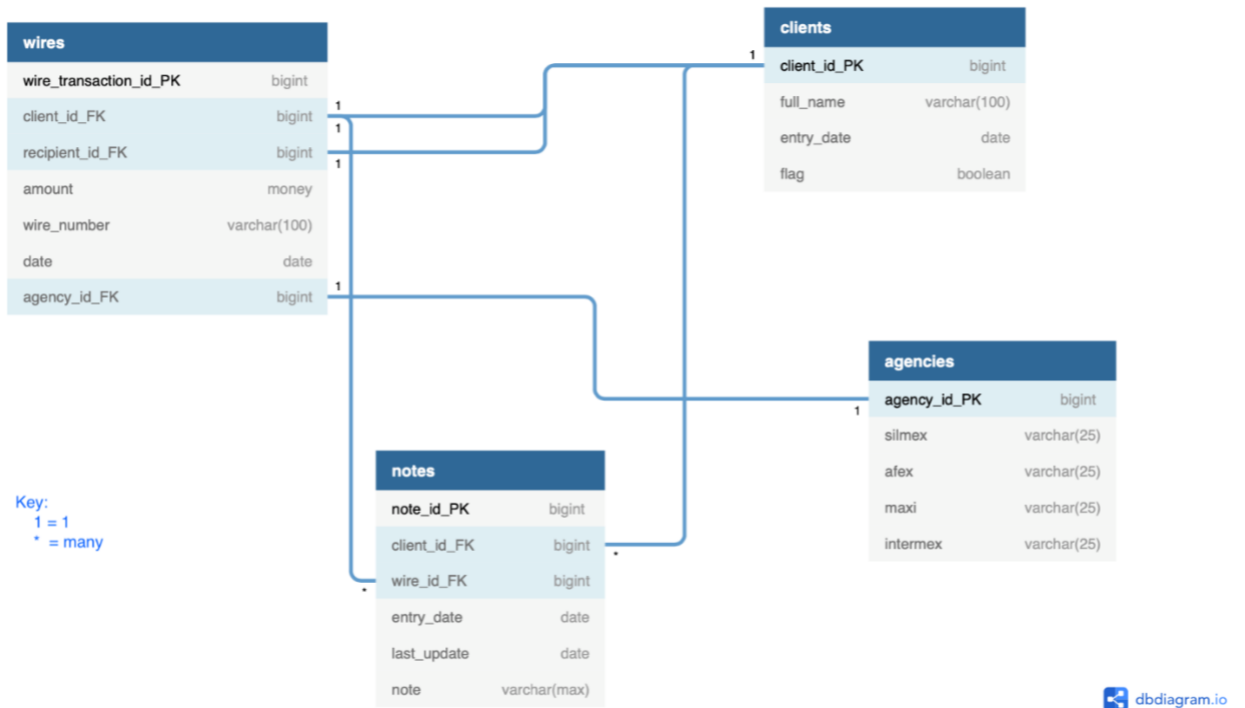 wires
wire_transaction_id_PK bigint
client_id_FK bigint
recipient_id_FK bigint
amount money
wire_number varchar(100)
date date
agency_id_FK bigint
1
1
1
1
clients
client_id_PK bigint
full_name varchar(100)
entry_date date
flag boolean
1
agencies
agency_id_PK bigint
silmex varchar(25)
afex varchar(25)
maxi varchar(25)
intermex varchar(25)
1
notes
note_id_PK bigint
client_id_FK bigint
wire_id_FK bigint
entry_date date
last_update date
note varchar(max)
*
*
Key:
1 = 1
* = many
dbdiagram.io